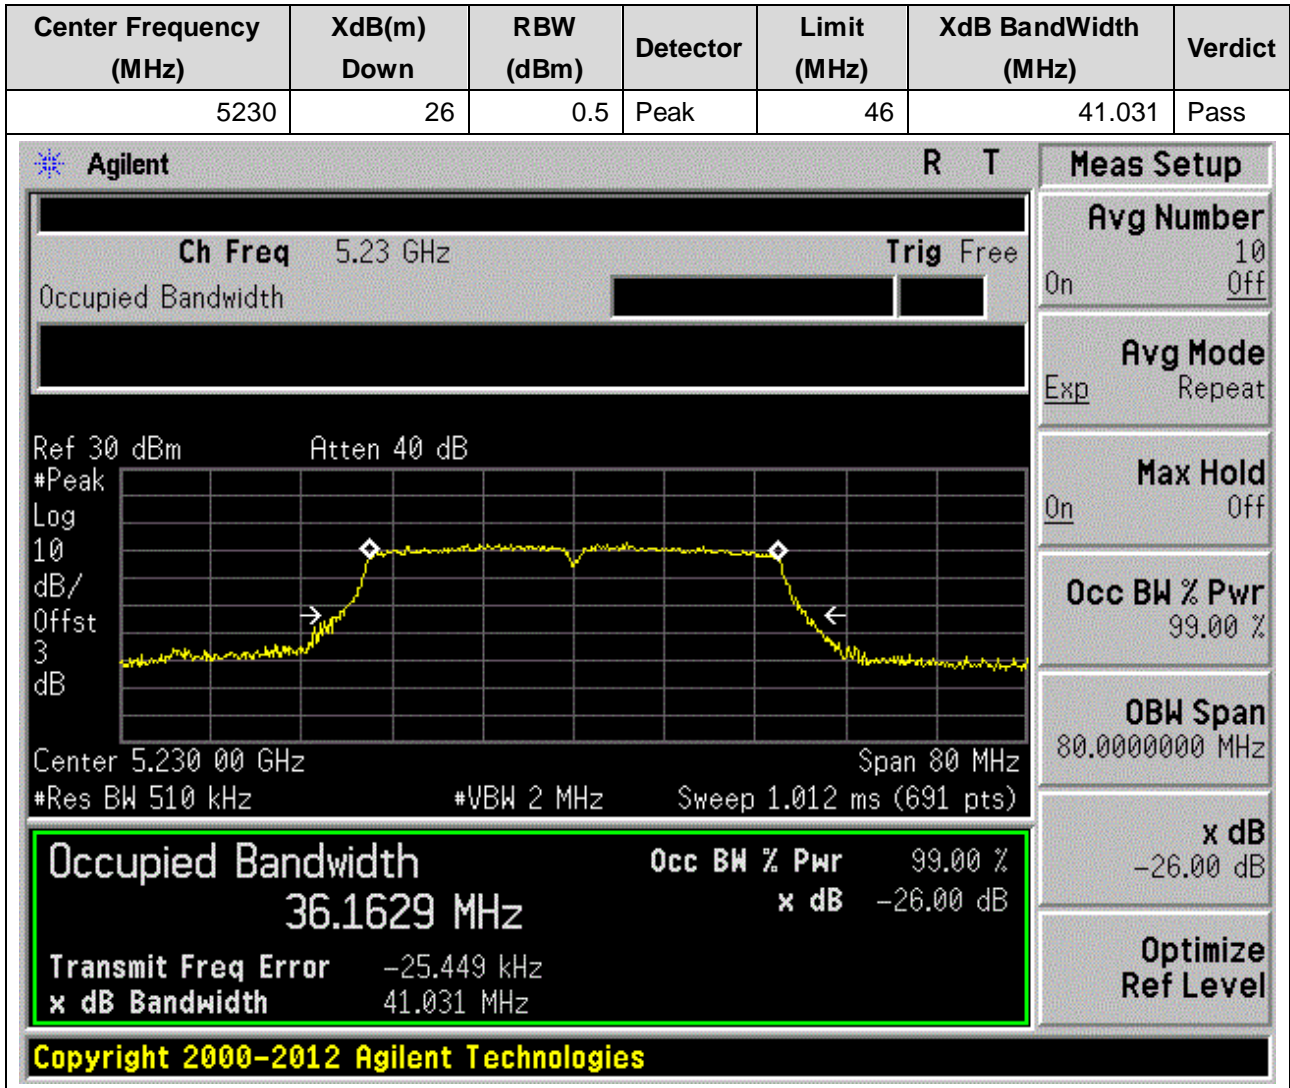 Center Frequency (MHz) XdB(m) Down RBW (dBm) Detector Limit (MHz) XdB BandWidth (MHz) Verdict
5230 26 0.5 Peak 46 41.031 Pass
Agilent R T Meas Setup
Avg Number
10
On Off
Ch Freq 5.23 GHz Trig Free
Occupied Bandwidth
Avg Mode
Exp Repeat
Max Hold
On Off
Ref 30 dBm Atten 40 dB
#Peak
Log
10
dB/
Offst
3
dB
Occ BW % Pwr
99.00 %
OBW Span
80.0000000 MHz
Center 5.230 00 GHz Span 80 MHz
#Res BW 510 kHz #VBW 2 MHz Sweep 1.012 ms (691 pts)
x dB
-26.00 dB
Occupied Bandwidth Occ BW % Pwr 99.00 %
36.1629 MHz x dB -26.00 dB
Transmit Freq Error -25.449 kHz
x dB Bandwidth 41.031 MHz
Optimize
Ref Level
Copyright 2000-2012 Agilent Technologies